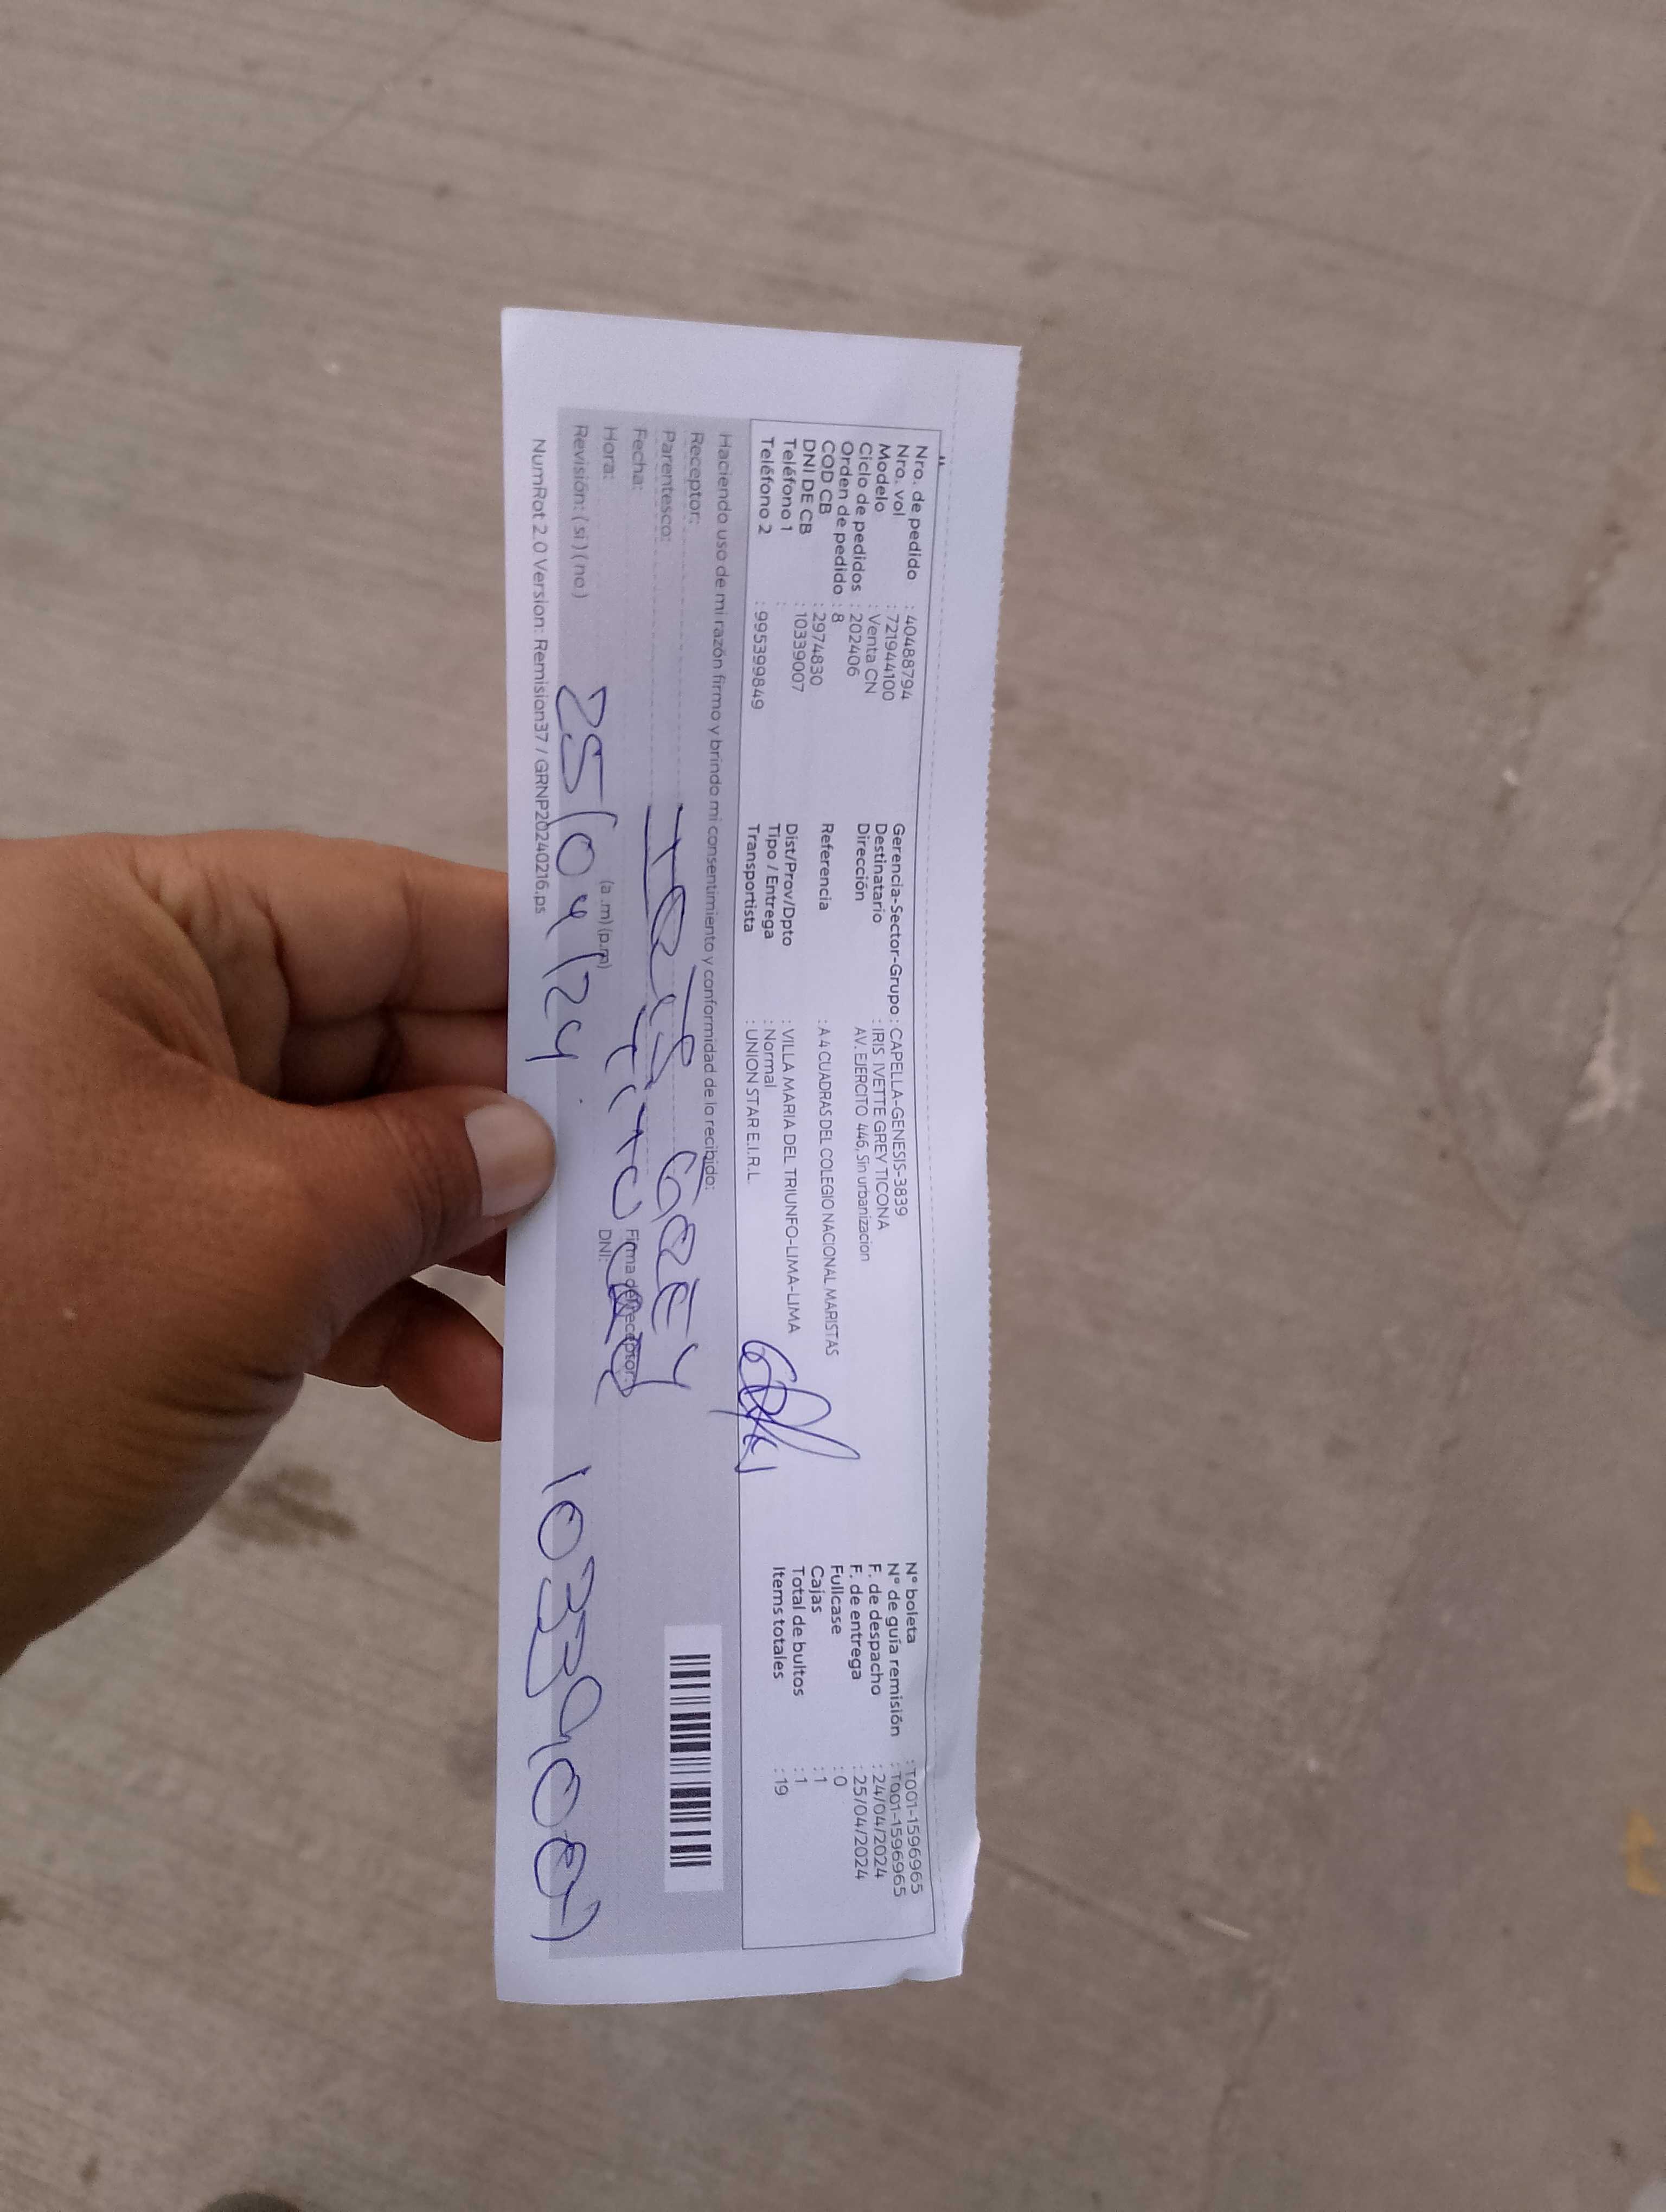 Nro. de pedido : 40488794
Nro. vol : 721944100
Modelo : Venta CN
Ciclo de pedidos : 202406
Orden de pedido : 8
COD CB : 2974830
DNI DE CB : 10339007
Teléfono 1 :
Teléfono 2 : 995399849
Gerencia-Sector-Grupo : CAPELLA-GENESIS-3839
Destinatario : IRIS IVETTE GREY TICONA
Dirección AV. EJERCITO 446, Sin urbanizacion
Referencia : A 4 CUADRAS DEL COLEGIO NACIONAL MARISTAS
Dist/Prov/Dpto : VILLA MARIA DEL TRIUNFO-LIMA-LIMA
Tipo / Entrega : Normal
Transportista : UNION STAR E.I.R.L.
N° boleta : T001-1596965
N° de guía remisión : T001-1596965
F. de despacho : 24/04/2024
F. de entrega : 25/04/2024
Fullcase : 0
Cajas : 1
Total de bultos : 1
Items totales : 19
Haciendo uso de mi razón firmo y brindo mi consentimiento y conformidad de lo recibido:
Receptor:
Parentesco: GREY
Fecha:
Firma del receptor:
Hora: (a.m) (p.m)
DNI:
Revisión: (si) (no)
25/04/24
10339007
NumRot 2.0 Version: Remision37 / GRNP20240216.ps